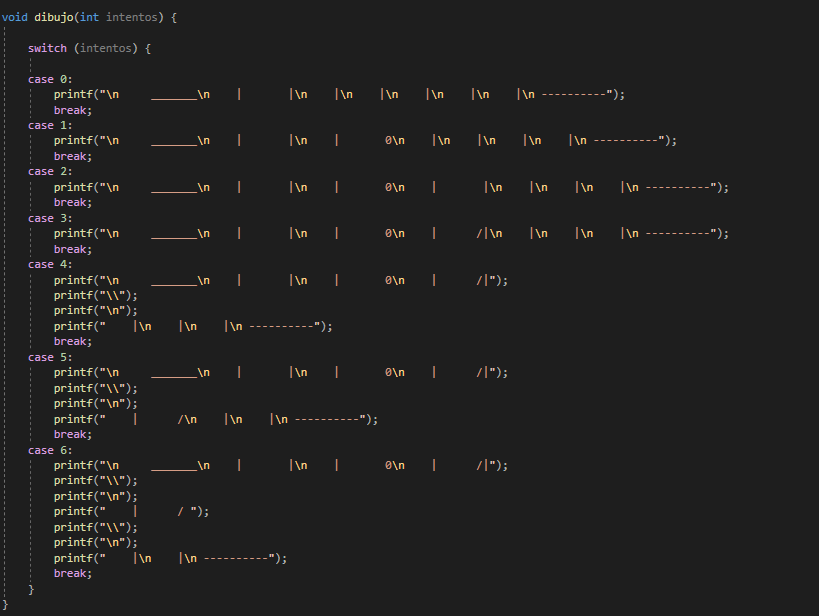 void dibujo(int intentos) {
    switch (intentos) {
    case 0:
        printf("\n     _______\n    |       |\n    |\n    |\n    |\n    |\n    |\n ----------");
        break;
    case 1:
        printf("\n     _______\n    |       |\n    |       0\n    |\n    |\n    |\n    |\n ----------");
        break;
    case 2:
        printf("\n     _______\n    |       |\n    |       0\n    |       |\n    |\n    |\n    |\n ----------");
        break;
    case 3:
        printf("\n     _______\n    |       |\n    |       0\n    |      /|\n    |\n    |\n    |\n ----------");
        break;
    case 4:
        printf("\n     _______\n    |       |\n    |       0\n    |      /|");
        printf("\\");
        printf("\n");
        printf("    |\n    |\n    |\n ----------");
        break;
    case 5:
        printf("\n     _______\n    |       |\n    |       0\n    |      /|");
        printf("\\");
        printf("\n");
        printf("    |      /\n    |\n    |\n ----------");
        break;
    case 6:
        printf("\n     _______\n    |       |\n    |       0\n    |      /|");
        printf("\\");
        printf("\n");
        printf("    |      / ");
        printf("\\");
        printf("\n");
        printf("    |\n    |\n ----------");
        break;
    }
}